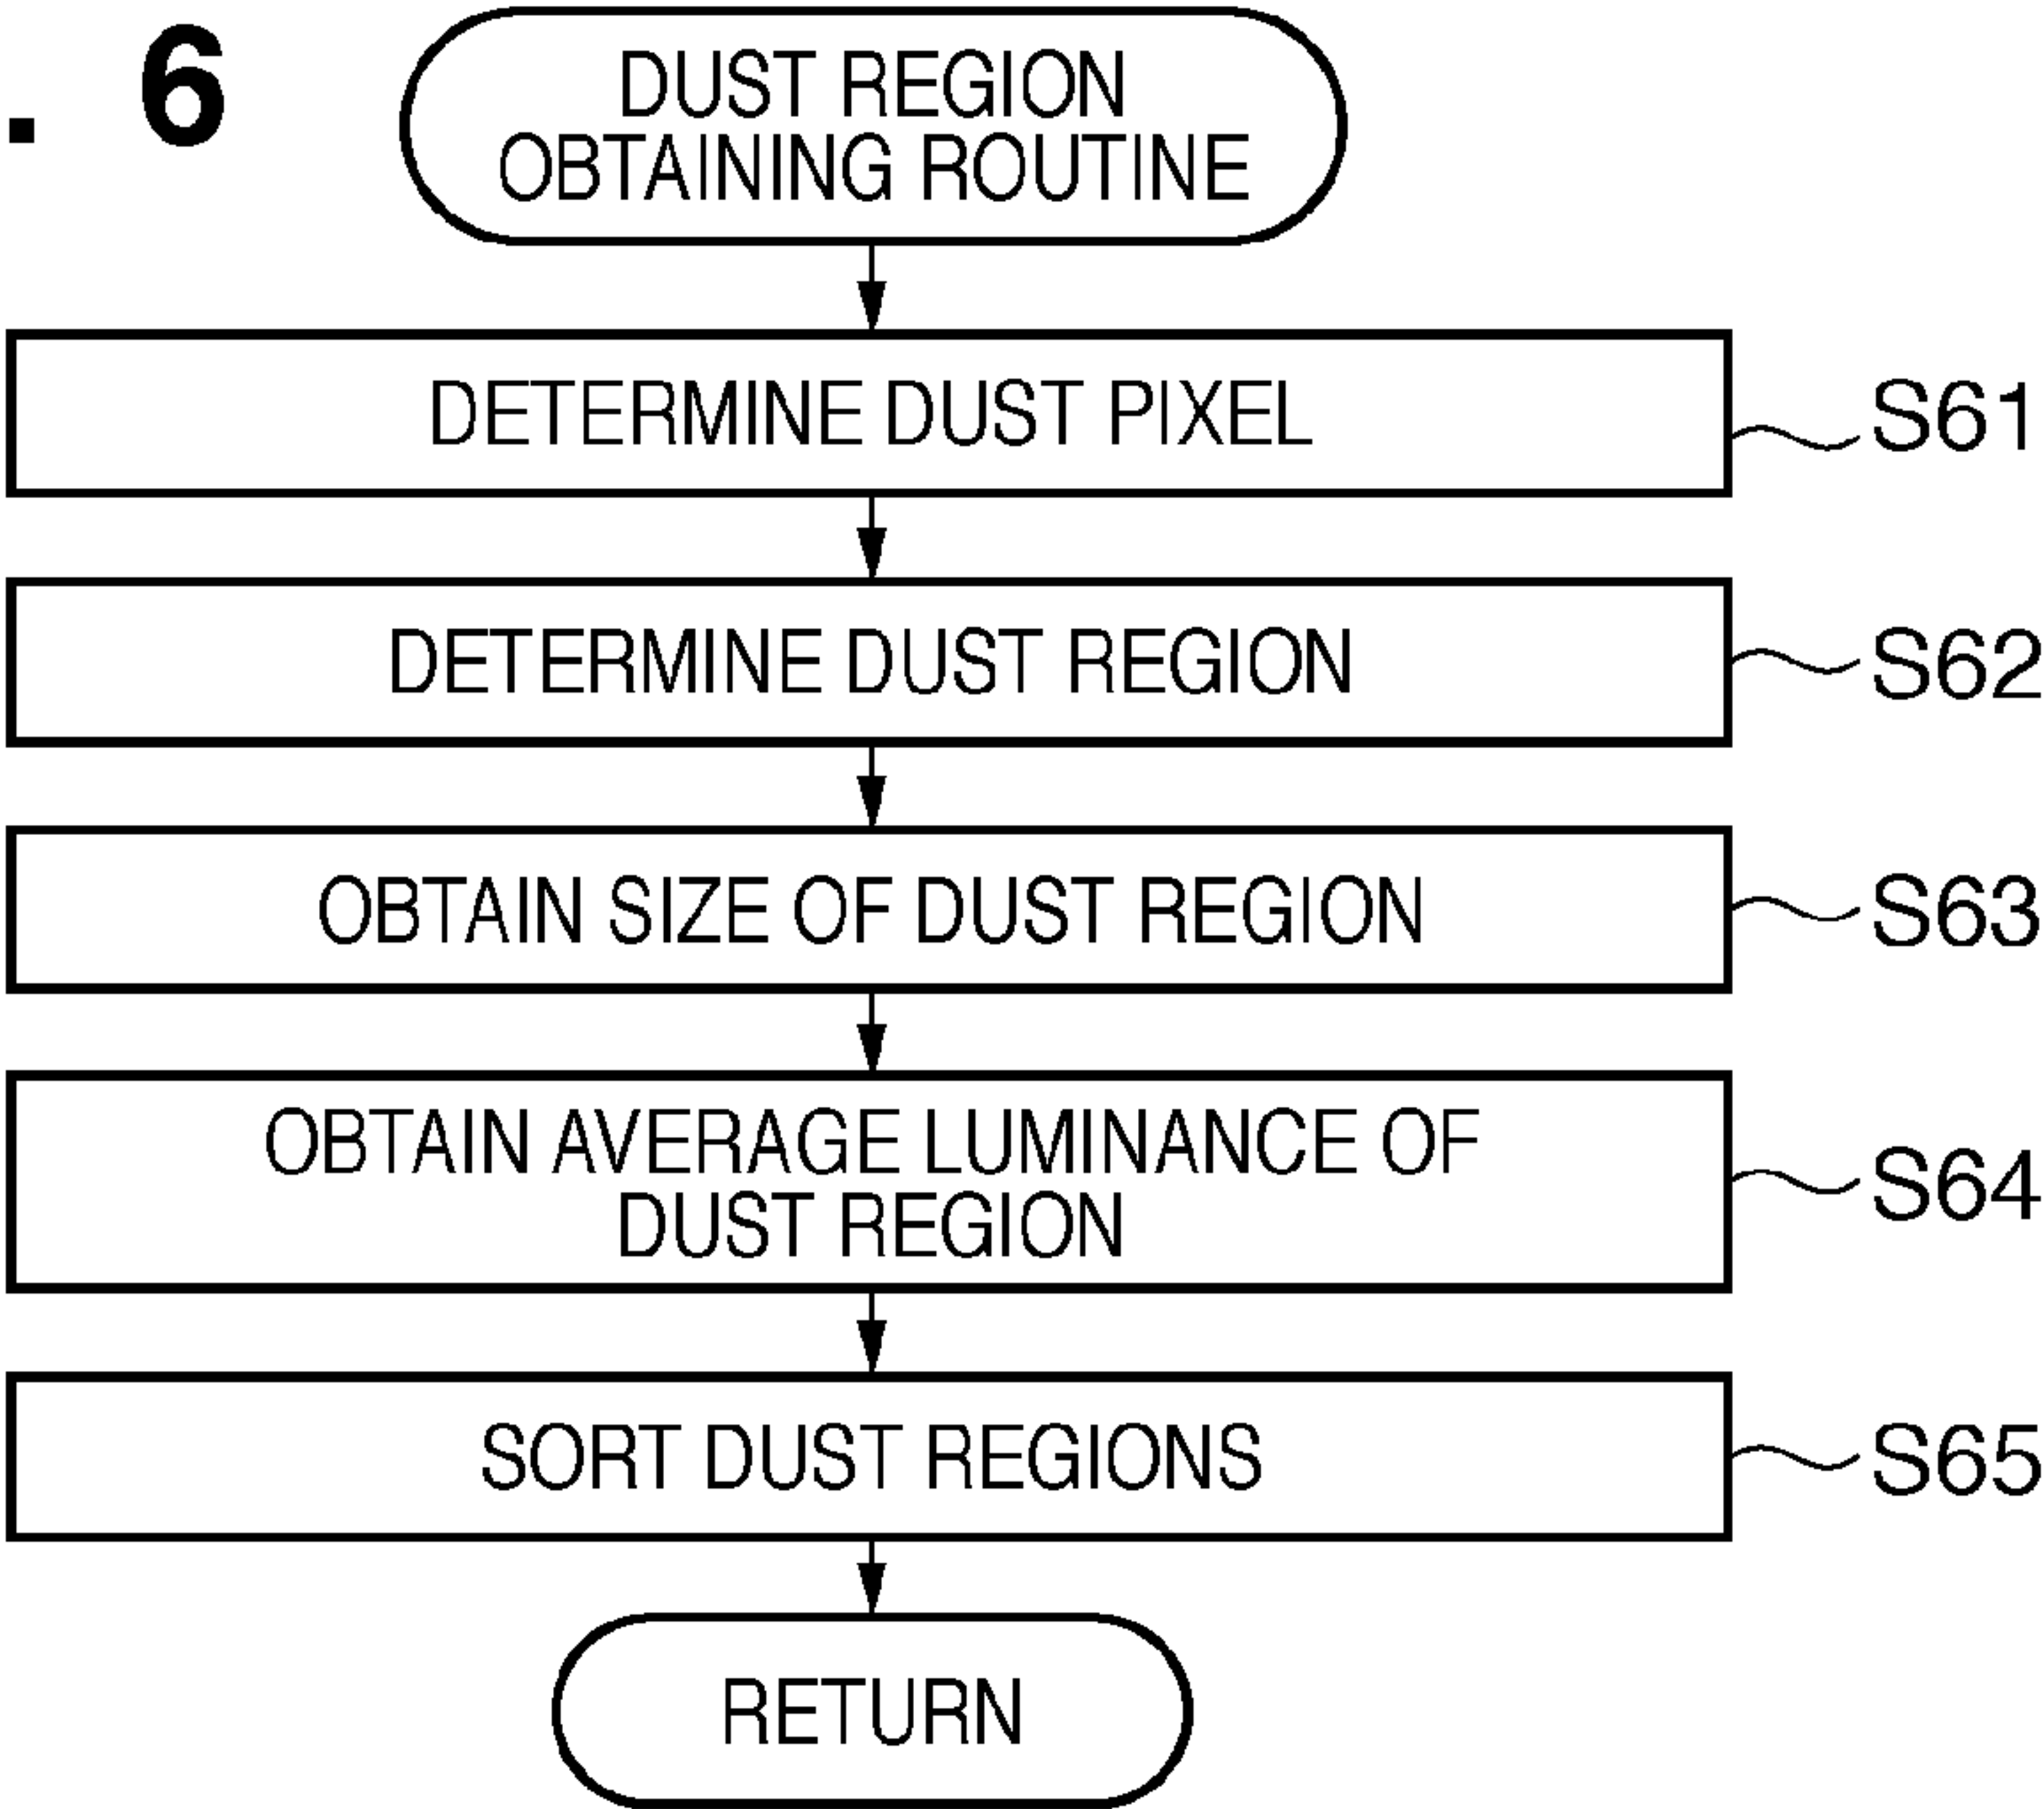 . 6
DUST REGION
OBTAINING ROUTINE
DETERMINE DUST PIXEL
S61
DETERMINE DUST REGION
S62
OBTAIN SIZE OF DUST REGION
S63
OBTAIN AVERAGE LUMINANCE OF
DUST REGION
S64
SORT DUST REGIONS
S65
RETURN